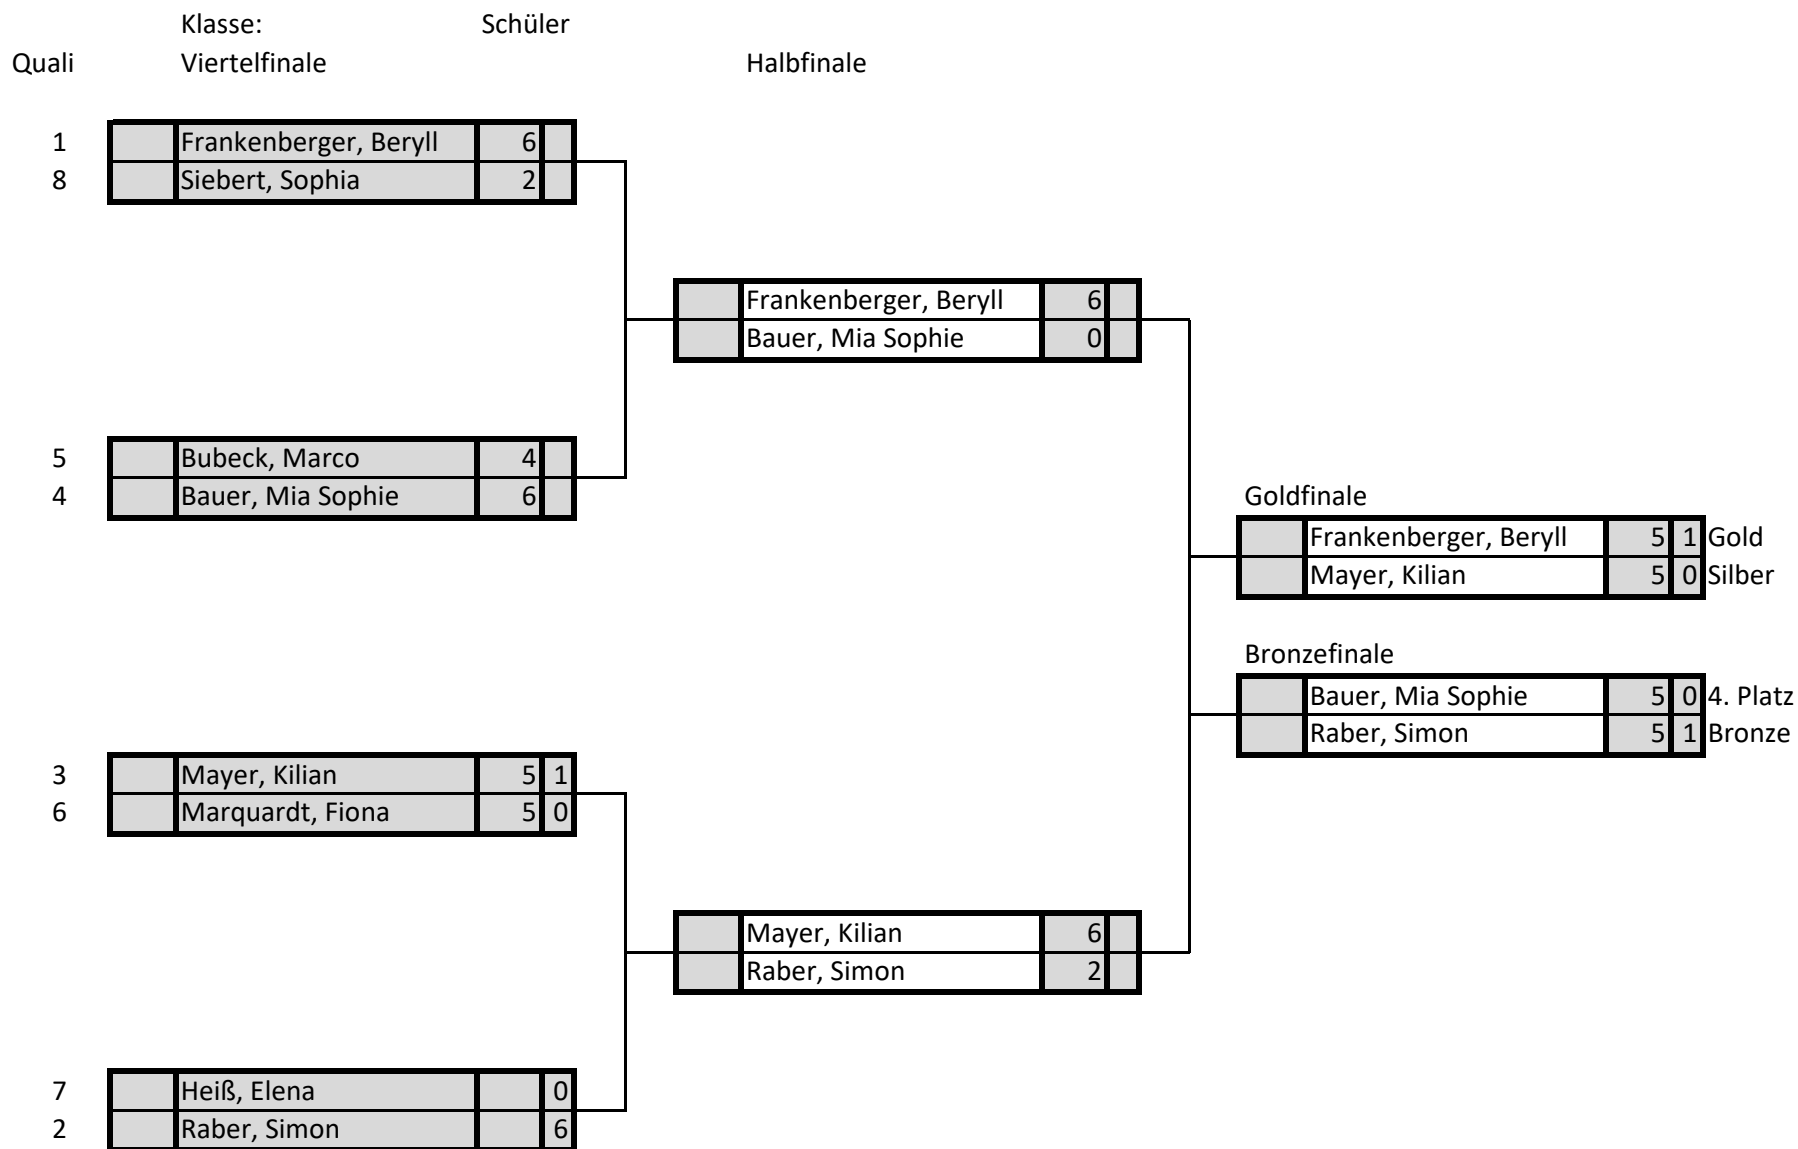 Klasse: Schüler
Quali Viertelfinale Halbfinale
1 Frankenberger, Beryll 6
8 Siebert, Sophia 2
Frankenberger, Beryll 6
Bauer, Mia Sophie 0
5 Bubeck, Marco 4
4 Bauer, Mia Sophie 6
Goldfinale
Frankenberger, Beryll 5 1 Gold
Mayer, Kilian 5 0 Silber
Bronzefinale
Bauer, Mia Sophie 5 0 4. Platz
Raber, Simon 5 1 Bronze
3 Mayer, Kilian 5 1
6 Marquardt, Fiona 5 0
Mayer, Kilian 6
Raber, Simon 2
7 Heiß, Elena 0
2 Raber, Simon 6